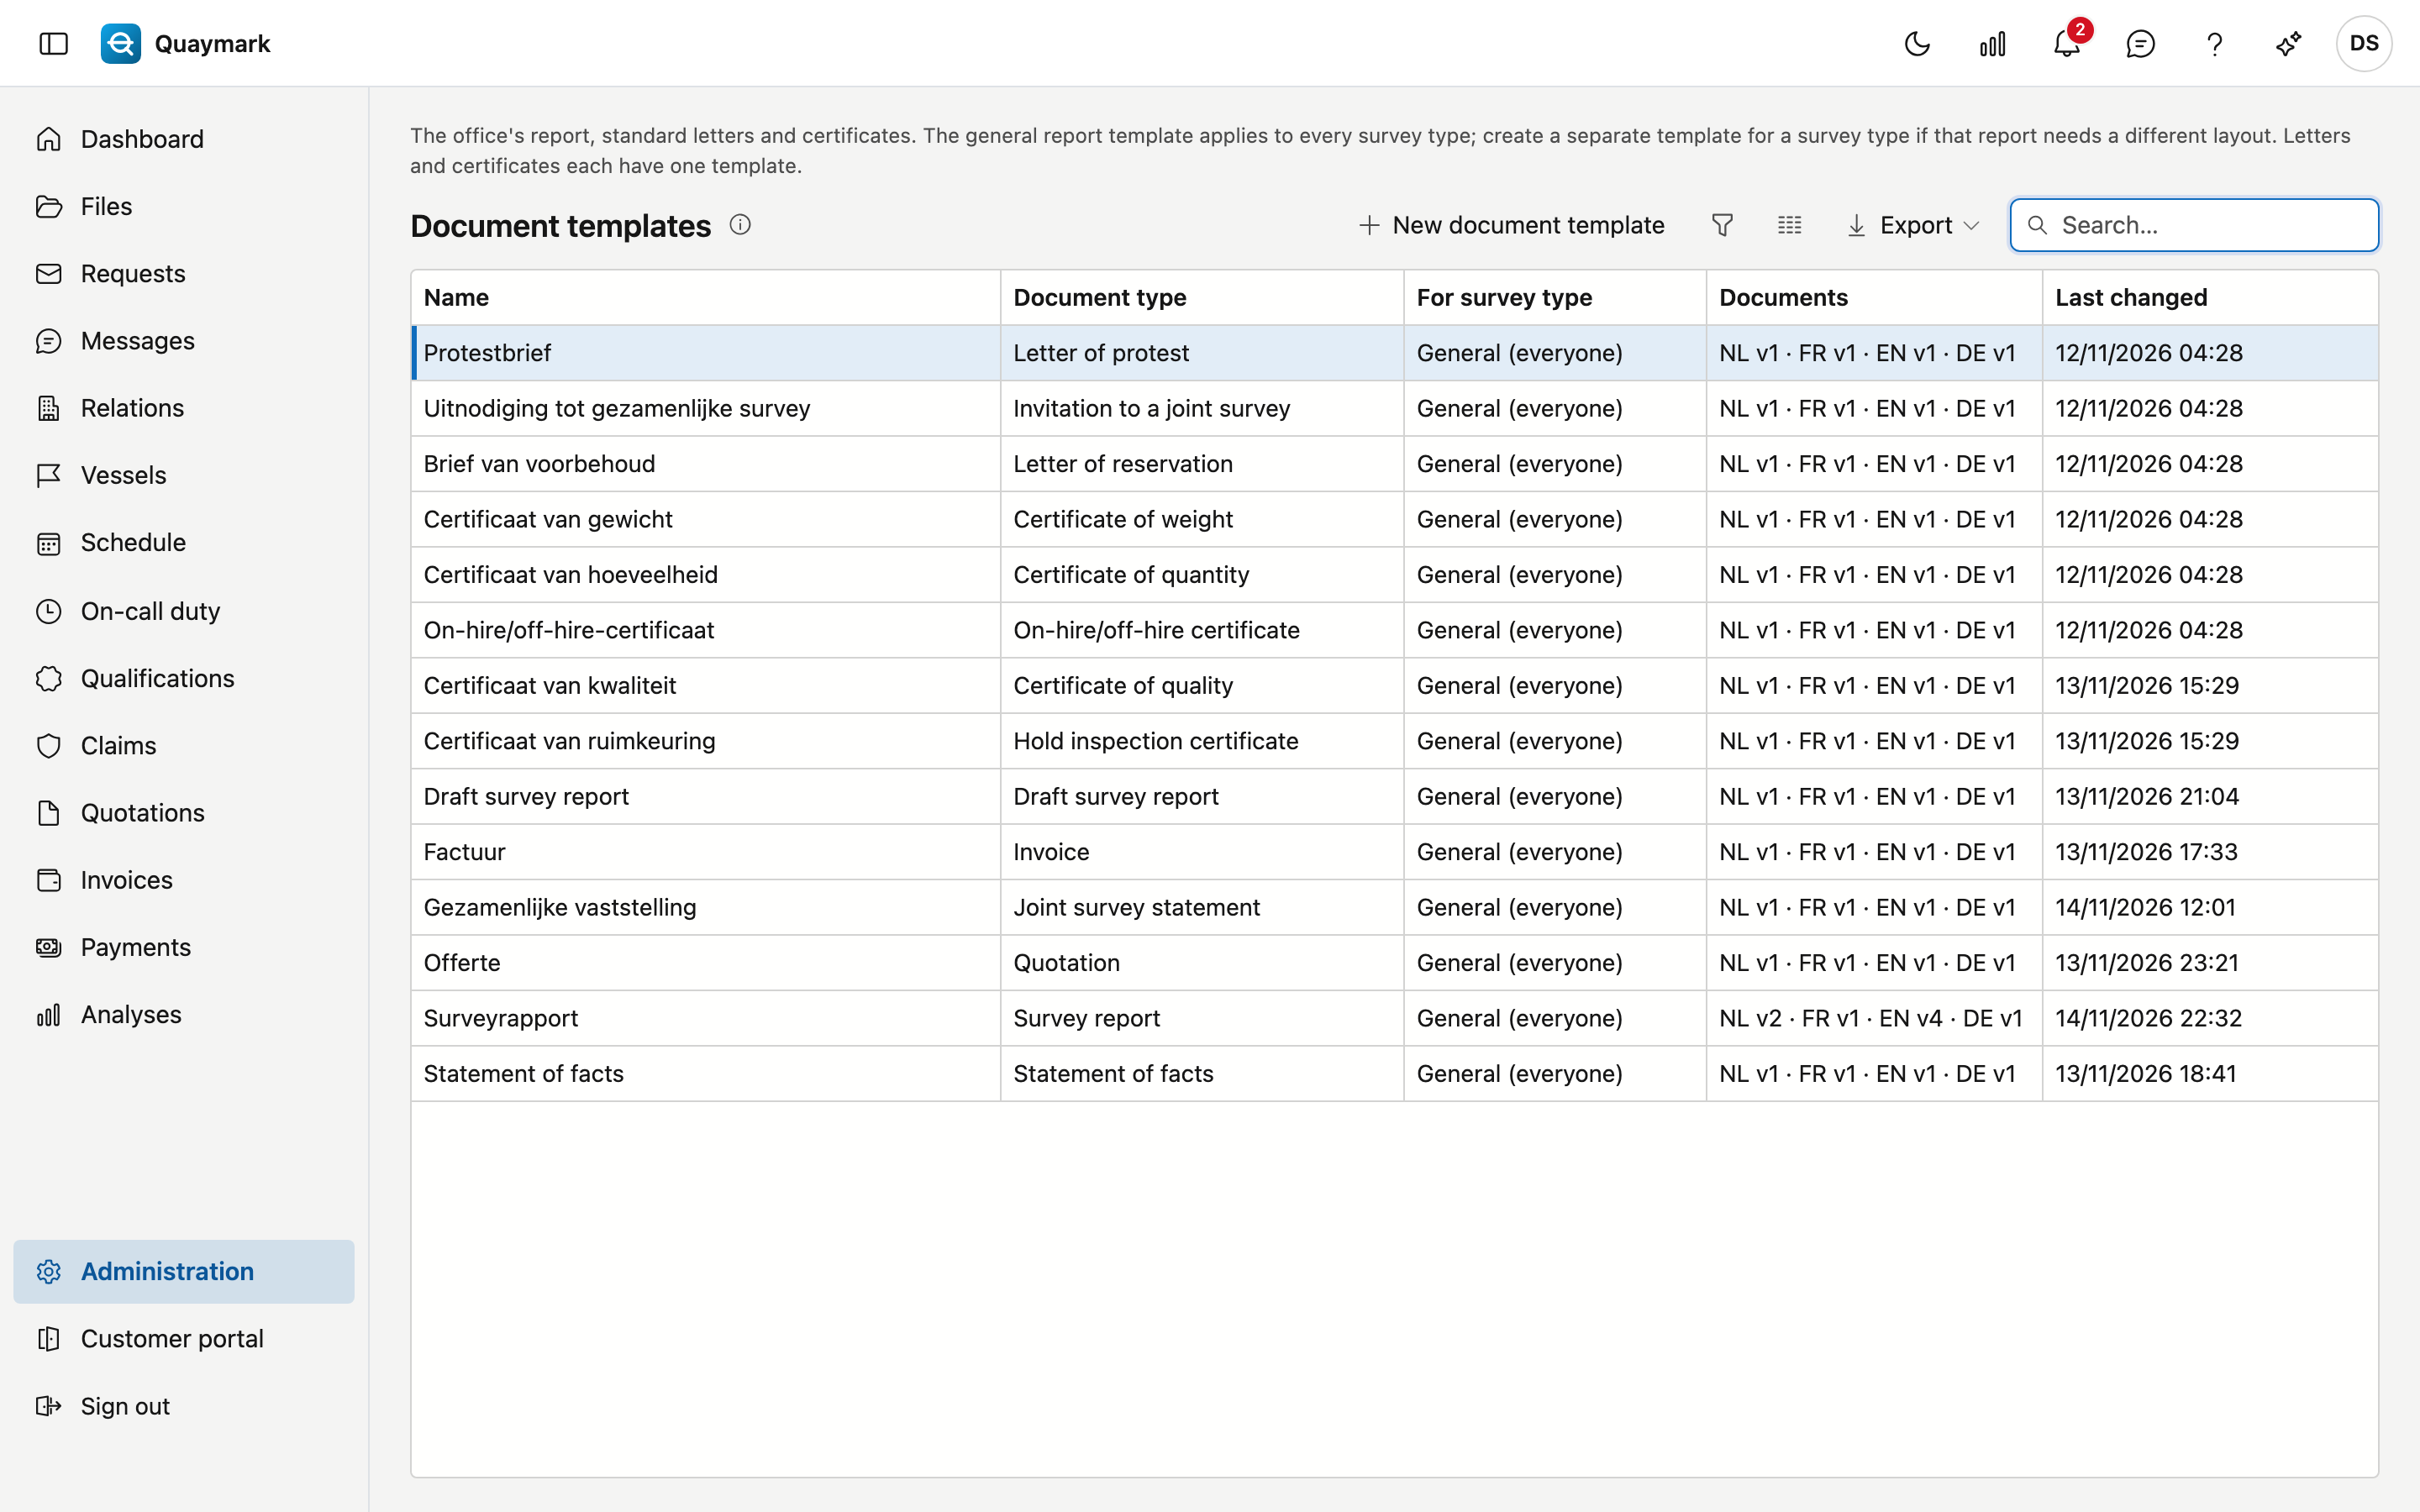 Quaymark
2
DS
Dashboard
Files
Requests
Messages
Relations
Vessels
Schedule
On-call duty
Qualifications
Claims
Quotations
Invoices
Payments
Analyses
Administration
Customer portal
Sign out
The office's report, standard letters and certificates. The general report template applies to every survey type; create a separate template for a survey type if that report needs a different layout. Letters
and certificates each have one template.
Document templates
New document template
Export
Search...
Name Document type For survey type Documents Last changed
Protestbrief Letter of protest General (everyone) NL v1 · FR v1 · EN v1 · DE v1 12/11/2026 04:28
Uitnodiging tot gezamenlijke survey Invitation to a joint survey General (everyone) NL v1 · FR v1 · EN v1 · DE v1 12/11/2026 04:28
Brief van voorbehoud Letter of reservation General (everyone) NL v1 · FR v1 · EN v1 · DE v1 12/11/2026 04:28
Certificaat van gewicht Certificate of weight General (everyone) NL v1 · FR v1 · EN v1 · DE v1 12/11/2026 04:28
Certificaat van hoeveelheid Certificate of quantity General (everyone) NL v1 · FR v1 · EN v1 · DE v1 12/11/2026 04:28
On-hire/off-hire-certificaat On-hire/off-hire certificate General (everyone) NL v1 · FR v1 · EN v1 · DE v1 12/11/2026 04:28
Certificaat van kwaliteit Certificate of quality General (everyone) NL v1 · FR v1 · EN v1 · DE v1 13/11/2026 15:29
Certificaat van ruimkeuring Hold inspection certificate General (everyone) NL v1 · FR v1 · EN v1 · DE v1 13/11/2026 15:29
Draft survey report Draft survey report General (everyone) NL v1 · FR v1 · EN v1 · DE v1 13/11/2026 21:04
Factuur Invoice General (everyone) NL v1 · FR v1 · EN v1 · DE v1 13/11/2026 17:33
Gezamenlijke vaststelling Joint survey statement General (everyone) NL v1 · FR v1 · EN v1 · DE v1 14/11/2026 12:01
Offerte Quotation General (everyone) NL v1 · FR v1 · EN v1 · DE v1 13/11/2026 23:21
Surveyrapport Survey report General (everyone) NL v2 · FR v1 · EN v4 · DE v1 14/11/2026 22:32
Statement of facts Statement of facts General (everyone) NL v1 · FR v1 · EN v1 · DE v1 13/11/2026 18:41